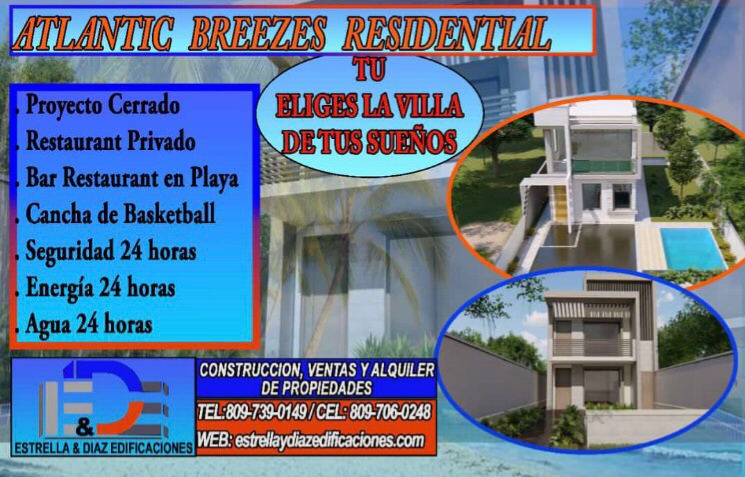 ATLANTIC BREEZES RESIDENTIAL
TU
ELIGES LA VILLA
DE TUS SUEÑOS
. Proyecto Cerrado
. Restaurant Privado
. Bar Restaurant en Playa
. Cancha de Basketball
. Seguridad 24 horas
. Energía 24 horas
. Agua 24 horas
E&DE
ESTRELLA & DIAZ EDIFICACIONES
CONSTRUCCION, VENTAS Y ALQUILER
DE PROPIEDADES
TEL:809-739-0149 / CEL: 809-706-0248
WEB: estrellaydiazedificaciones.com